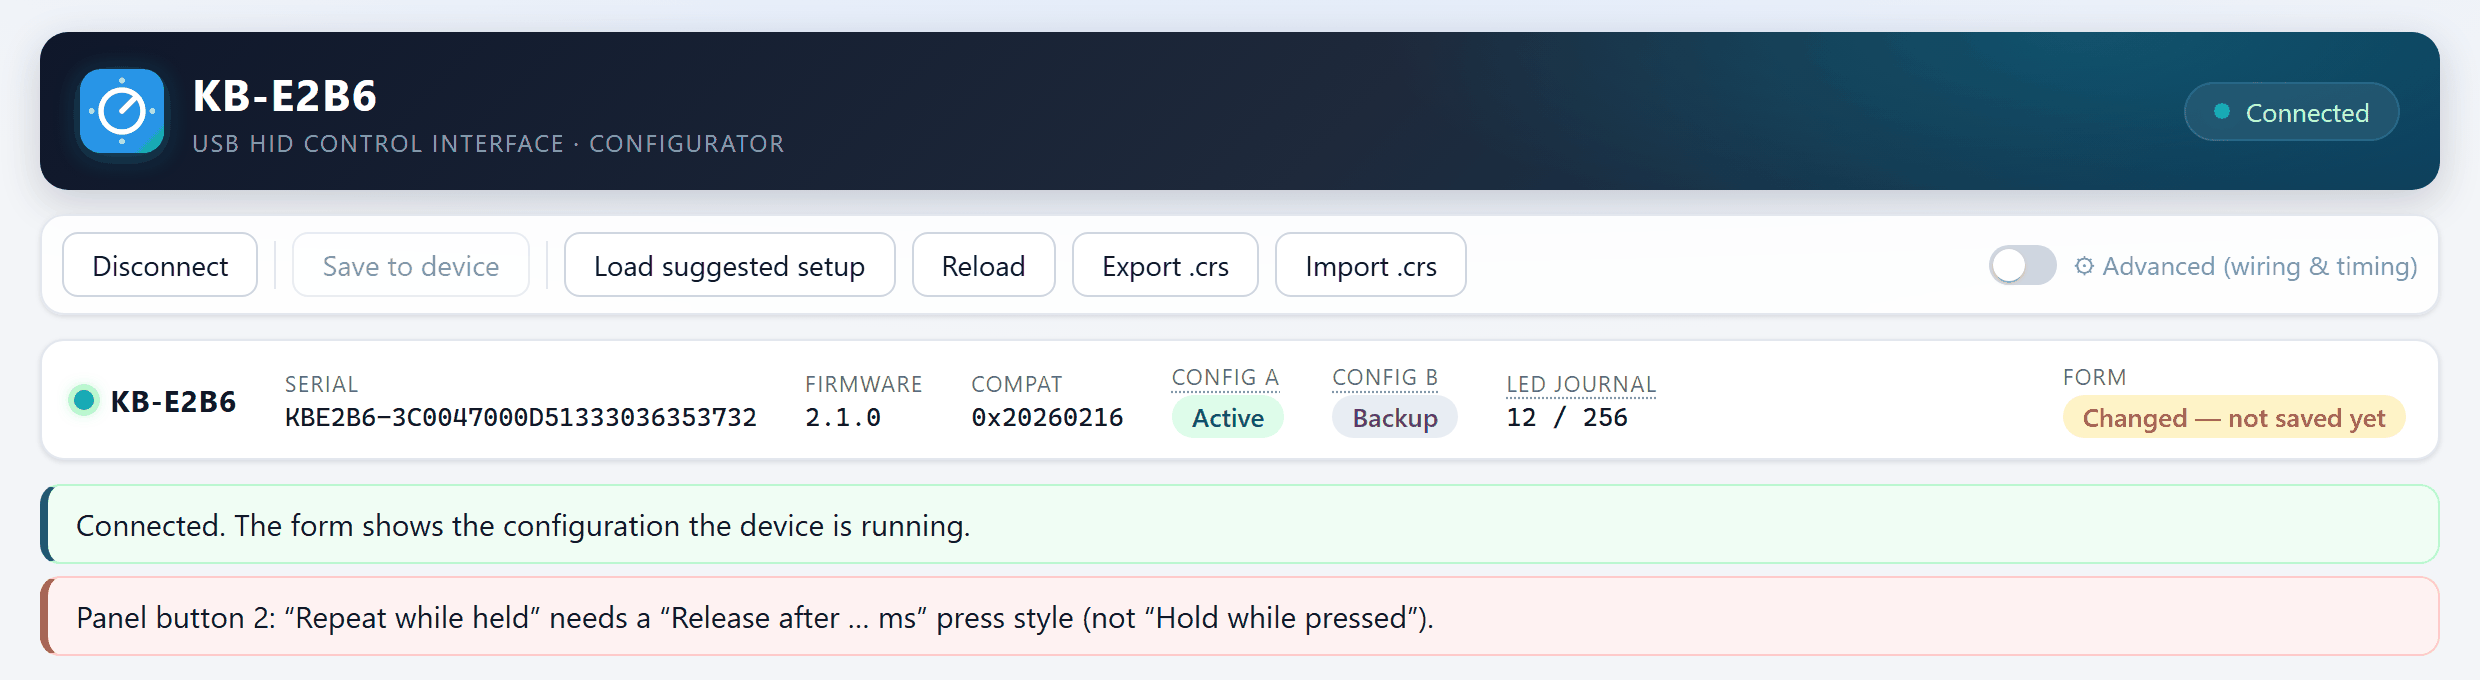 KB-E2B6
USB HID CONTROL INTERFACE · CONFIGURATOR
Connected
Disconnect
Save to device
Load suggested setup
Reload
Export .crs
Import .crs
Advanced (wiring & timing)
KB-E2B6
SERIAL
KBE2B6-3C0047000D51333036353732
FIRMWARE
2.1.0
COMPAT
0x20260216
CONFIG A
Active
CONFIG B
Backup
LED JOURNAL
12 / 256
FORM
Changed — not saved yet
Connected. The form shows the configuration the device is running.
Panel button 2: “Repeat while held” needs a “Release after … ms” press style (not “Hold while pressed”).